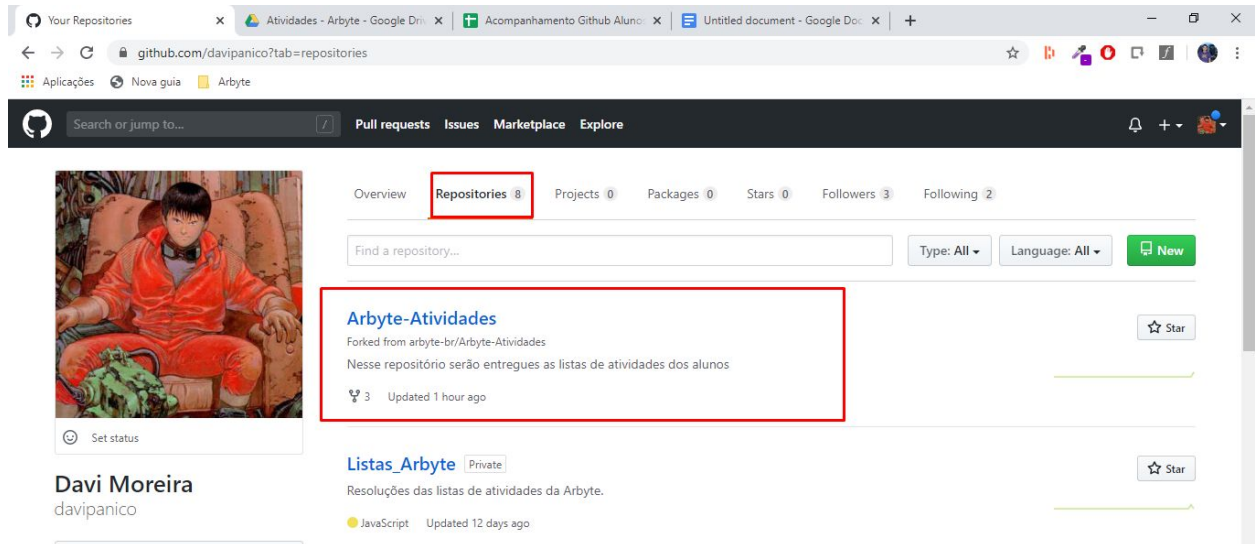 Your Repositories
Atividades - Arbyte - Google Driv
Acompanhamento Github Aluno
Untitled document - Google Doc
github.com/davipanico?tab=repositories
Aplicações Nova guia Arbyte
Search or jump to... / Pull requests Issues Marketplace Explore
Overview Repositories 8 Projects 0 Packages 0 Stars 0 Followers 3 Following 2
Find a repository... Type: All Language: All New
Arbyte-Atividades
Star
Forked from arbyte-br/Arbyte-Atividades
Nesse repositório serão entregues as listas de atividades dos alunos
3 Updated 1 hour ago
Set status
Listas_Arbyte Private
Star
Davi Moreira
davipanico
Resoluções das listas de atividades da Arbyte.
JavaScript Updated 12 days ago